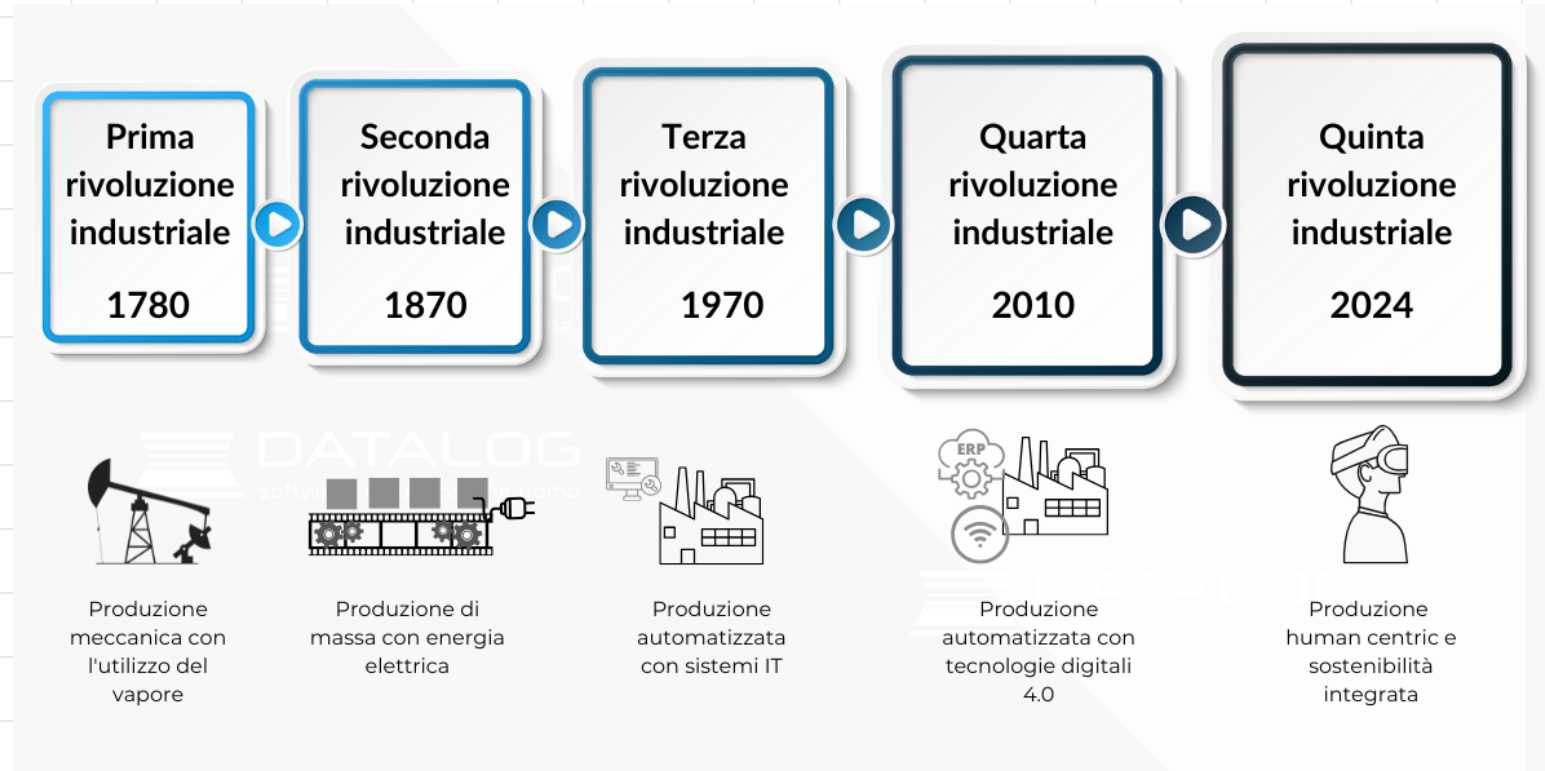 Prima
rivoluzione
industriale
1780
Seconda
rivoluzione
industriale
1870
Terza
rivoluzione
industriale
1970
Quarta
rivoluzione
industriale
2010
Quinta
rivoluzione
industriale
2024
DATALOG
ERP
Produzione
meccanica con
l'utilizzo del
vapore
Produzione di
massa con energia
elettrica
Produzione
automatizzata
con sistemi IT
Produzione
automatizzata con
tecnologie digitali
4.0
Produzione
human centric e
sostenibilità
integrata
DATALOG